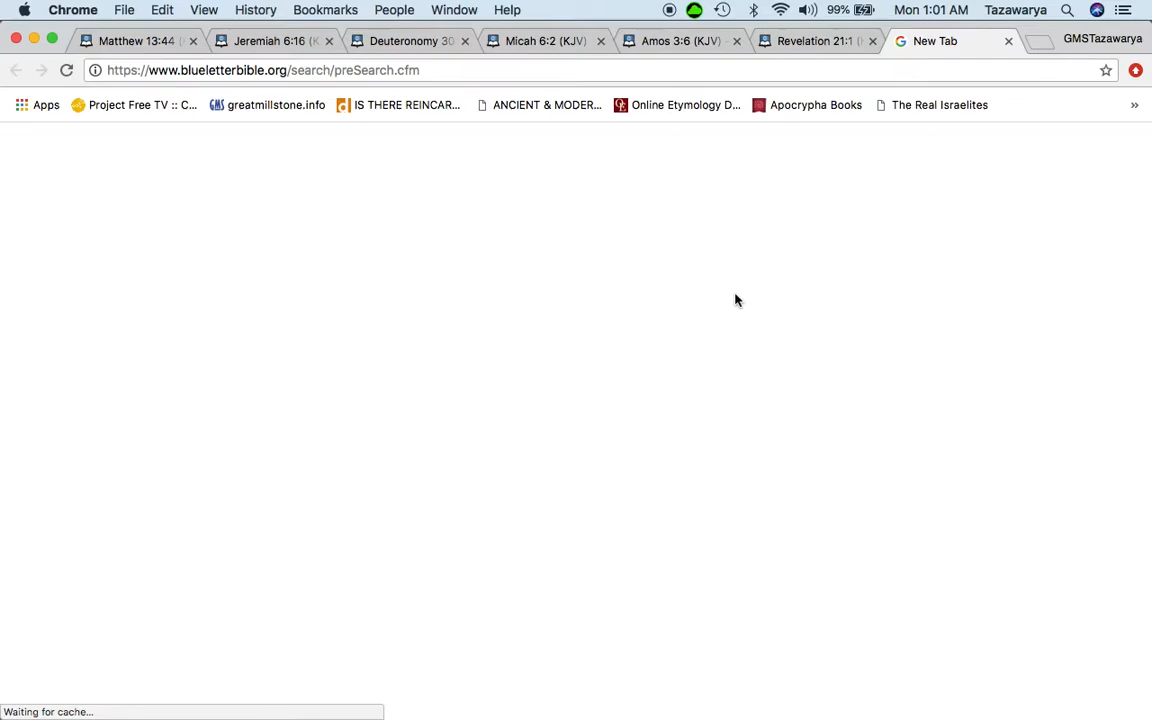 Chrome File Edit View History Bookmarks People Window Help 99% Mon 1:01 AM Tazawarya
Matthew 13:44 Jeremiah 6:16 (K Deuteronomy 30 Micah 6:2 (KJV) Amos 3:6 (KJV) Revelation 21:1 ( New Tab GMSTazawarya
https://www.blueletterbible.org/search/preSearch.cfm
Apps Project Free TV :: C... GMS greatmillstone.info IS THERE REINCAR... ANCIENT & MODER... OE Online Etymology D... Apocrypha Books The Real Israelites »
Waiting for cache...